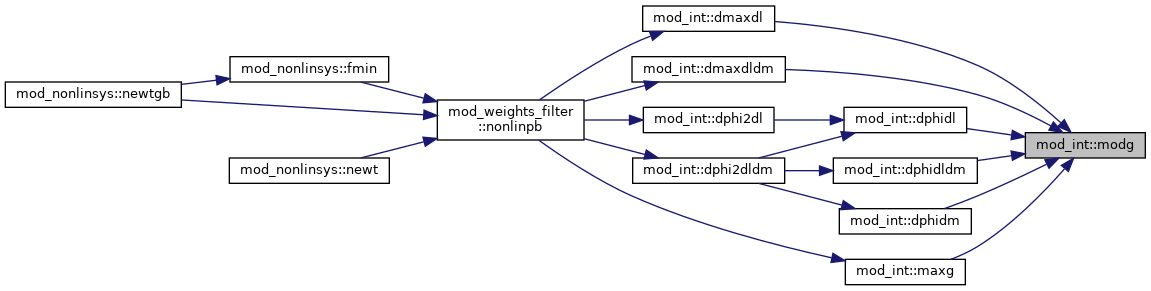 mod_int::dmaxdl
mod_nonlinsys::fmin
mod_int::dmaxdldm
mod_nonlinsys::newtgb
mod_weights_filter
::nonlinpb
mod_int::dphi2dl
mod_int::dphidl
mod_int::modg
mod_nonlinsys::newt
mod_int::dphi2dldm
mod_int::dphidldm
mod_int::dphidm
mod_int::maxg